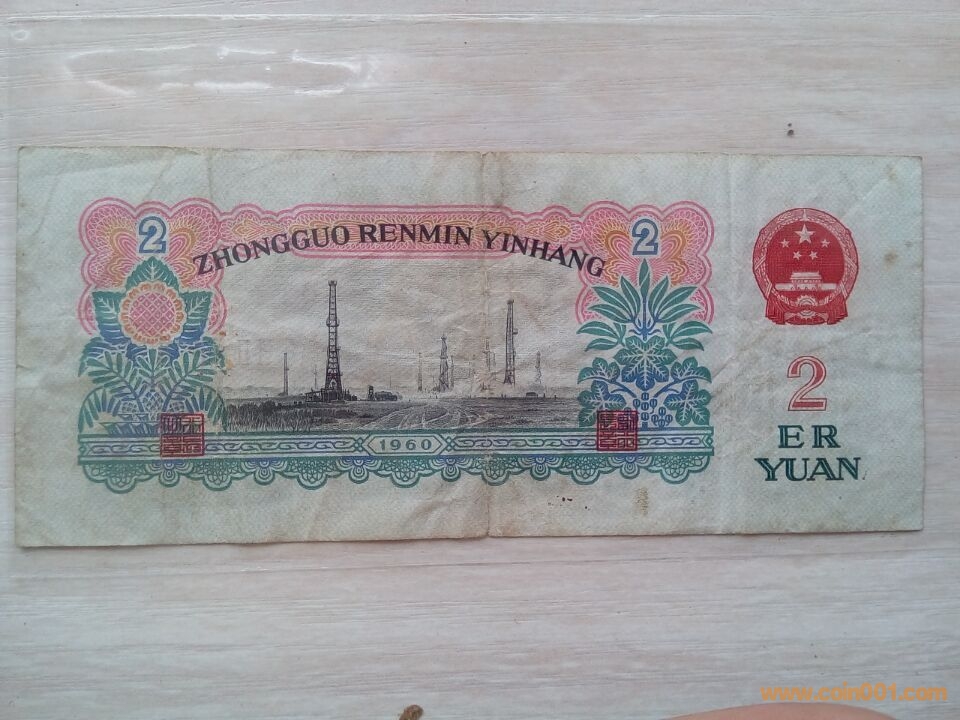 2 2
ZHONGGUO RENMIN YINHANG
1960
2
ER
YUAN
www.coin001.com